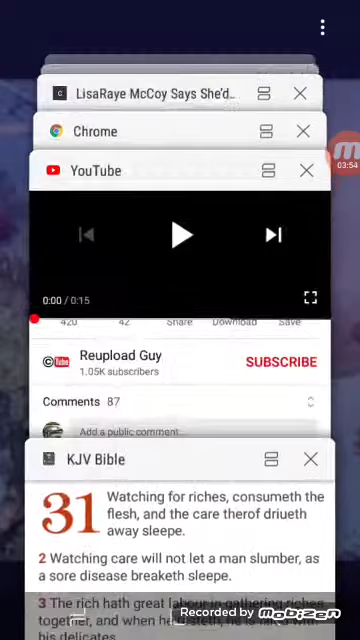 LisaRaye McCoy Says She'd..
Chrome
03:54
YouTube
0:00 / 0:15
420 42 Share Download Save
Reupload Guy
1.05K subscribers
SUBSCRIBE
Comments 87
Add a public comment...
KJV Bible
31 Watching for riches, consumeth the
flesh, and the care therof driueth
away sleepe.
2 Watching care will not let a man slumber, as
a sore disease breaketh sleepe.
3 The rich hath great labour in gathering riches
together, and when he resteth, he is filled with
his delicates.
Recorded by Mobizen